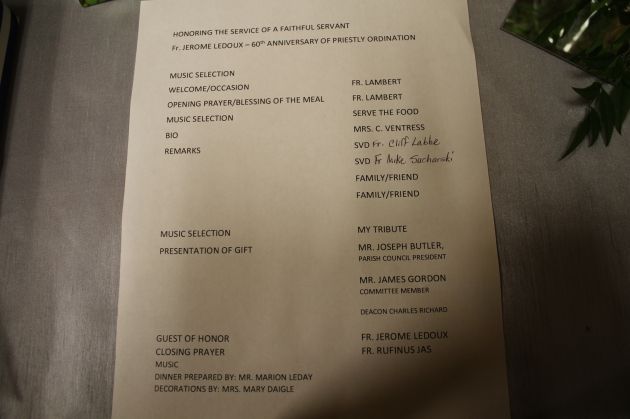 HONORING THE SERVICE OF A FAITHFUL SERVANT
Fr. JEROME LEDOUX – 60th ANNIVERSARY OF PRIESTLY ORDINATION
MUSIC SELECTION
WELCOME/OCCASION FR. LAMBERT
OPENING PRAYER/BLESSING OF THE MEAL FR. LAMBERT
MUSIC SELECTION SERVE THE FOOD
BIO MRS. C. VENTRESS
REMARKS SVD Fr. Cliff Labbe
SVD Fr Mike Sucharski
FAMILY/FRIEND
FAMILY/FRIEND
MUSIC SELECTION MY TRIBUTE
PRESENTATION OF GIFT MR. JOSEPH BUTLER,
PARISH COUNCIL PRESIDENT
MR. JAMES GORDON
COMMITTEE MEMBER
DEACON CHARLES RICHARD
GUEST OF HONOR FR. JEROME LEDOUX
CLOSING PRAYER FR. RUFINUS JAS
MUSIC
DINNER PREPARED BY: MR. MARION LEDAY
DECORATIONS BY: MRS. MARY DAIGLE